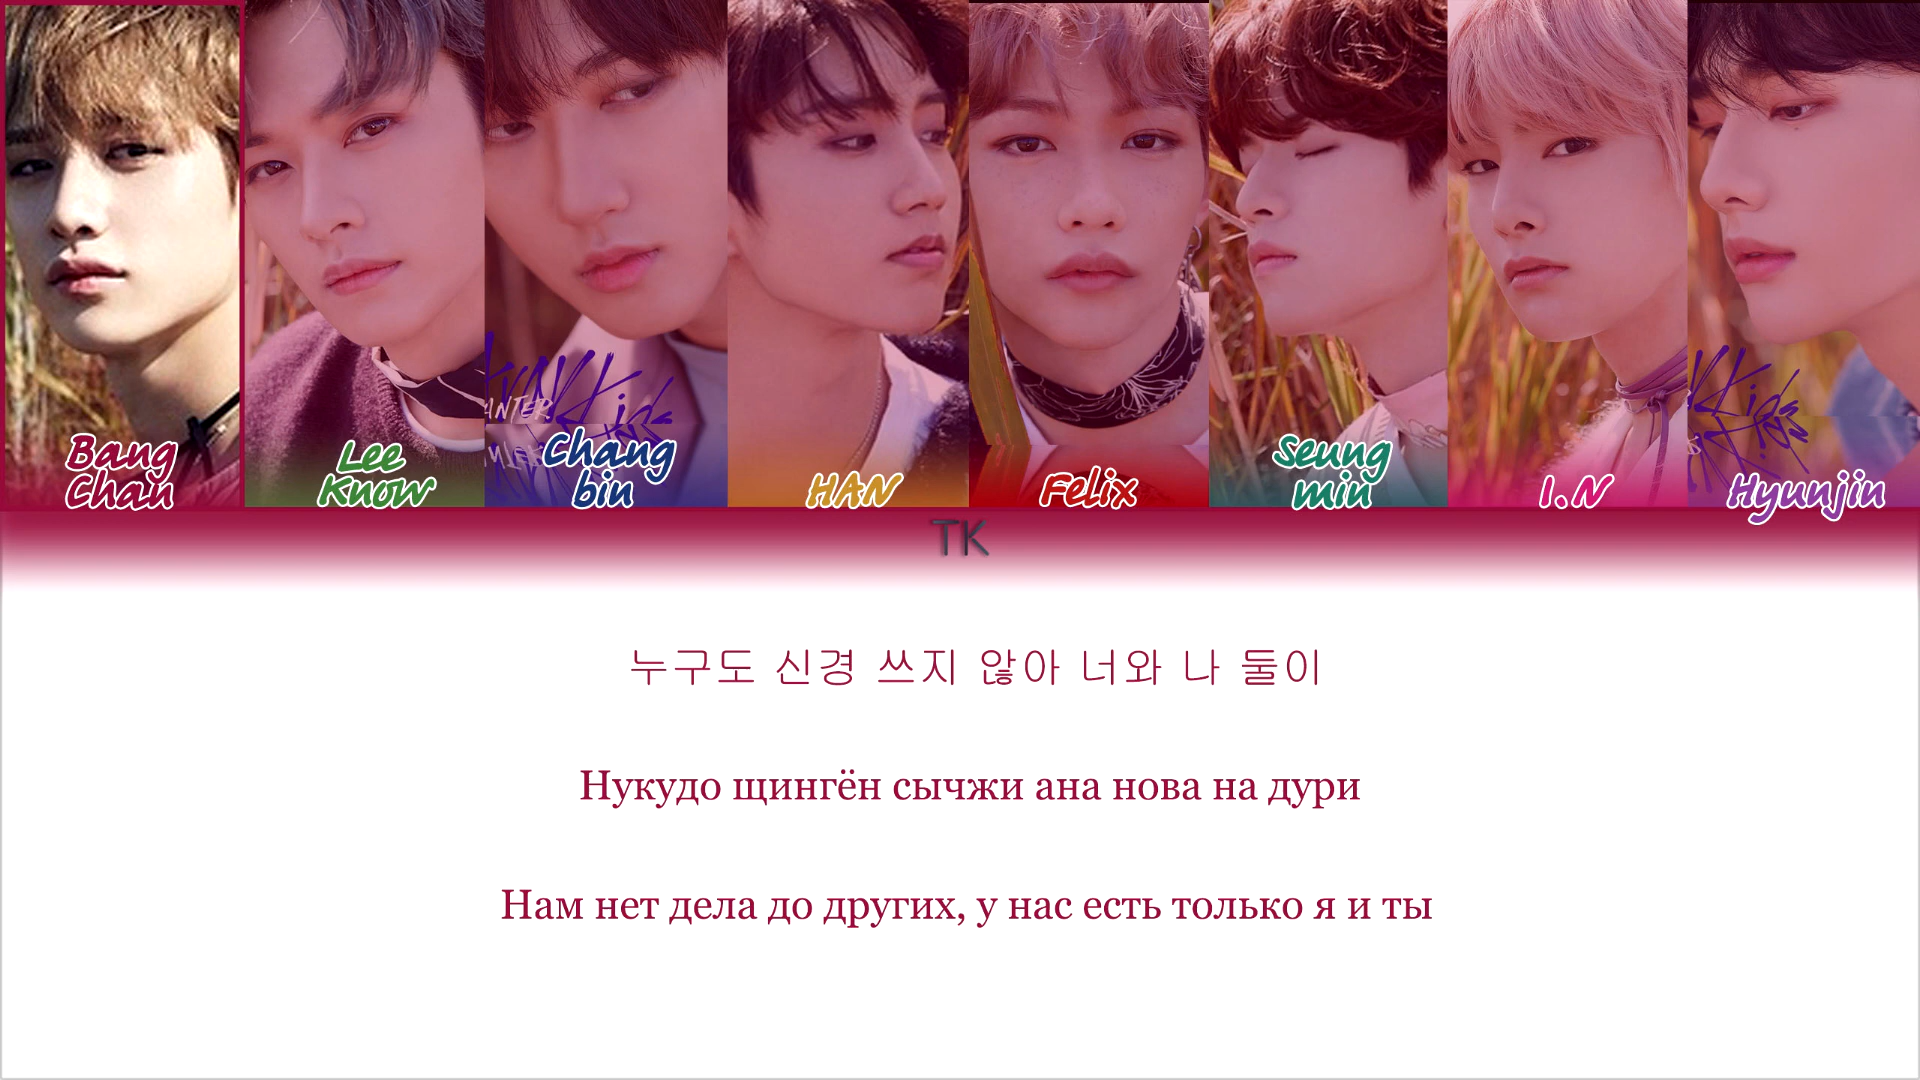 Bang
Chan
Lee
Know
Chang
bin
HAN
Felix
Seung
min
I.N
Hyunjin
TK
누구도 신경 쓰지 않아 너와 나 둘이
Нукудо щингён сычжи ана нова на дури
Нам нет дела до других, у нас есть только я и ты